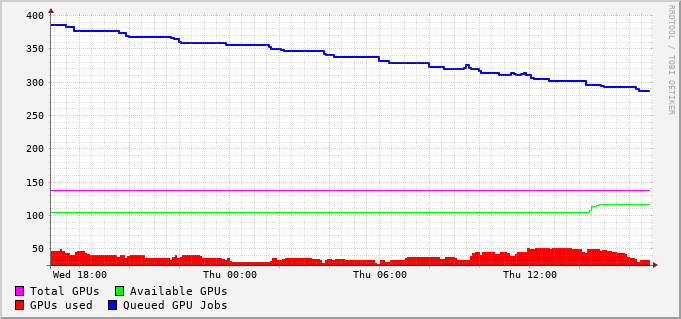 400
350
300
250
200
150
100
50
Wed 18:00 Thu 00:00 Thu 06:00 Thu 12:00
Total GPUs Available GPUs
GPUs used Queued GPU Jobs
RRDTOOL / TOBI OETIKER